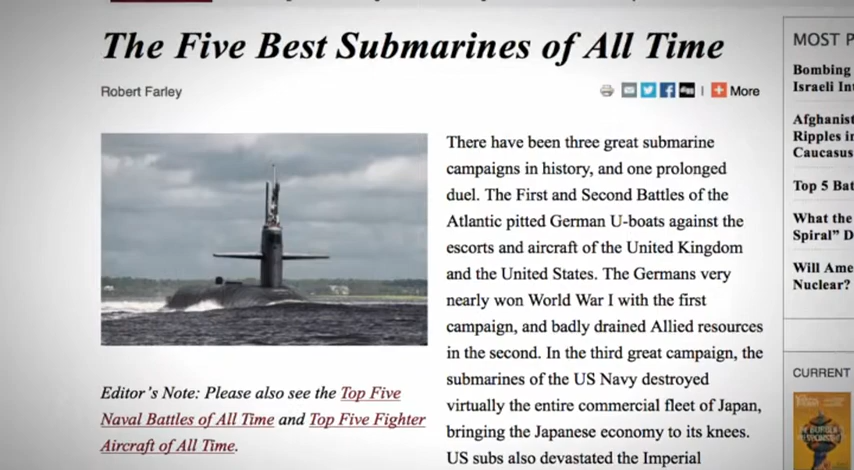 The Five Best Submarines of All Time
Robert Farley
More
There have been three great submarine
campaigns in history, and one prolonged
duel. The First and Second Battles of the
Atlantic pitted German U-boats against the
escorts and aircraft of the United Kingdom
and the United States. The Germans very
nearly won World War I with the first
campaign, and badly drained Allied resources
in the second. In the third great campaign, the
submarines of the US Navy destroyed
virtually the entire commercial fleet of Japan,
bringing the Japanese economy to its knees.
US subs also devastated the Imperial
Editor's Note: Please also see the Top Five
Naval Battles of All Time and Top Five Fighter
Aircraft of All Time.
MOST P
Bombing
Israeli Int
Afghanist
Ripples in
Caucasus
Top 5 Bat
What the
Spiral” D
Will Ame
Nuclear?
CURRENT